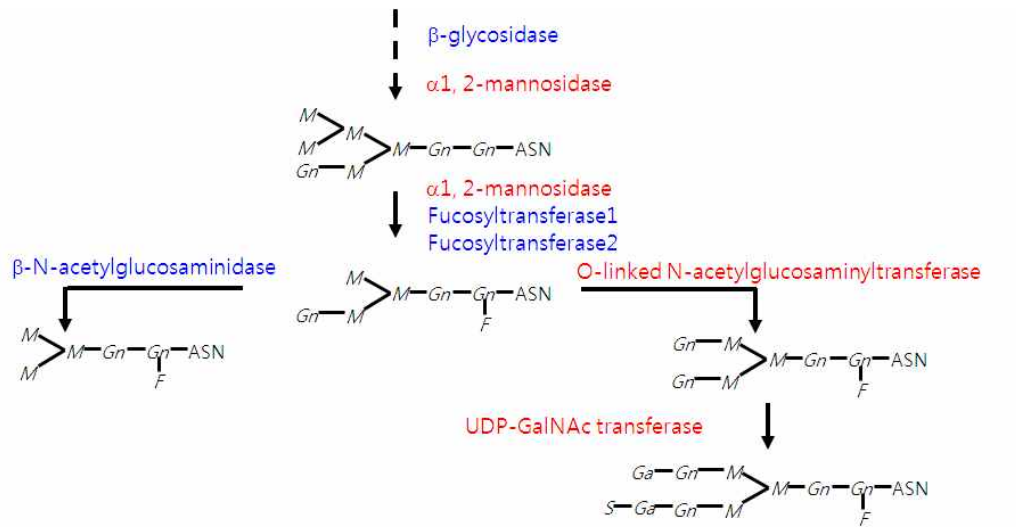 β-glycosidase
α1, 2-mannosidase
M
M
M M Gn Gn ASN
Gn M
α1, 2-mannosidase
Fucosyltransferase1
Fucosyltransferase2
β-N-acetylglucosaminidase
O-linked N-acetylglucosaminyltransferase
M
M Gn Gn ASN
Gn M
F
M
M Gn Gn ASN
M
F
Gn M
M Gn Gn ASN
Gn M
F
UDP-GalNAc transferase
Ga Gn M
M Gn Gn ASN
S Ga Gn M
F